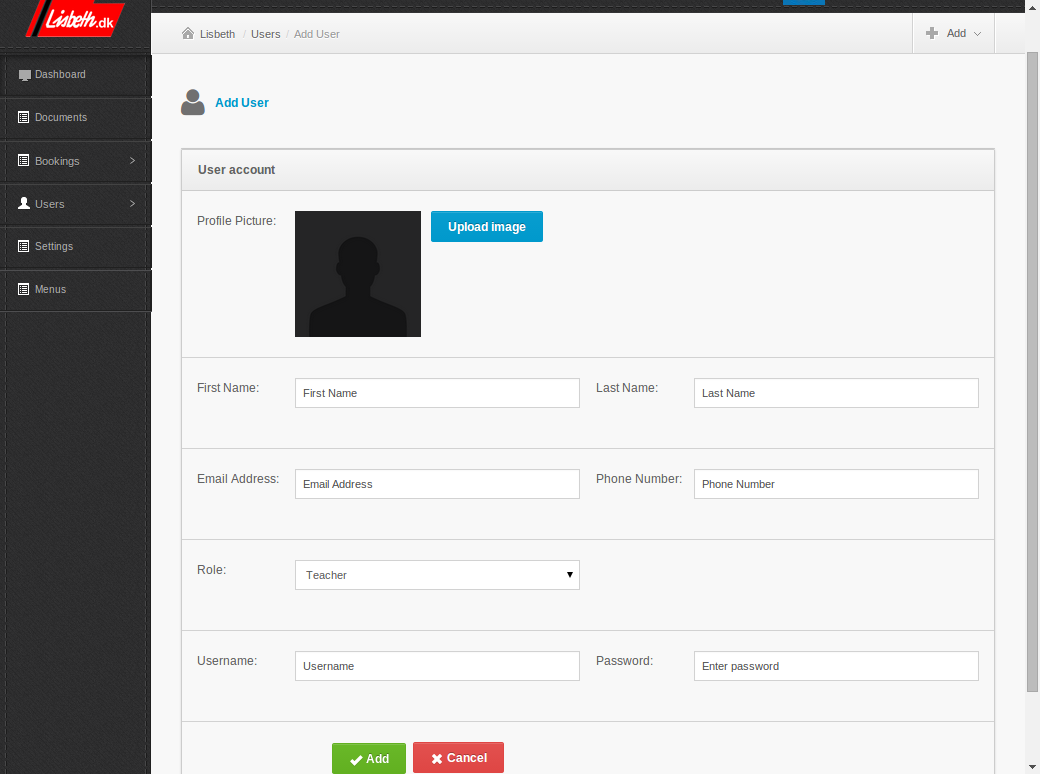 Lisbeth.dk
Lisbeth / Users / Add User
Add
Dashboard
Documents
Bookings
Users
Settings
Menus
Add User
User account
Profile Picture:
Upload image
First Name: First Name Last Name: Last Name
Email Address: Email Address Phone Number: Phone Number
Role: Teacher
Username: Username Password: Enter password
Add Cancel